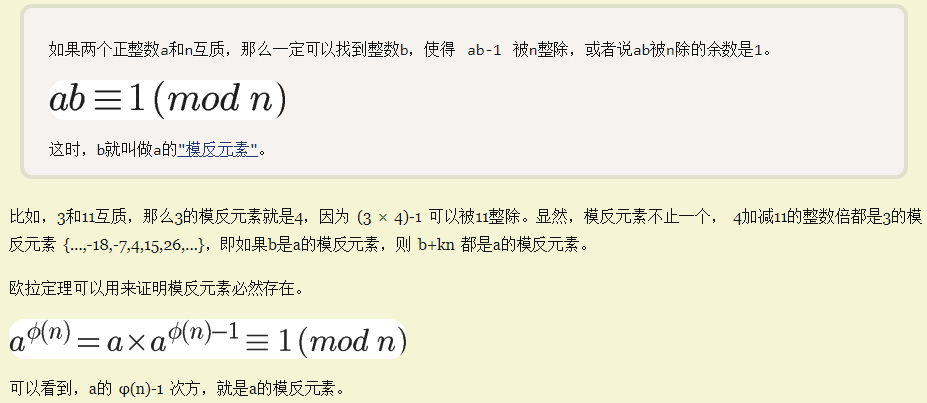 如果两个正整数a和n互质，那么一定可以找到整数b，使得 ab-1 被n整除，或者说ab被n除的余数是1。
ab ≡ 1 (mod n)
这时，b就叫做a的"模反元素"。
比如，3和11互质，那么3的模反元素就是4，因为 (3 × 4)-1 可以被11整除。显然，模反元素不止一个， 4加减11的整数倍都是3的模
反元素 {...,-18,-7,4,15,26,...}，即如果b是a的模反元素，则 b+kn 都是a的模反元素。
欧拉定理可以用来证明模反元素必然存在。
a^ϕ(n) = a × a^ϕ(n)−1 ≡ 1 (mod n)
可以看到，a的 φ(n)-1 次方，就是a的模反元素。